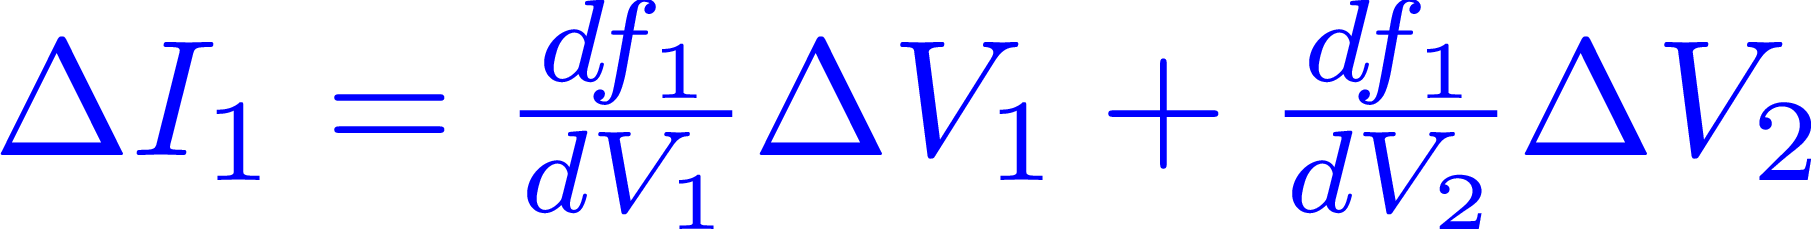 ΔI₁ = df₁/dV₁ ΔV₁ + df₁/dV₂ ΔV₂